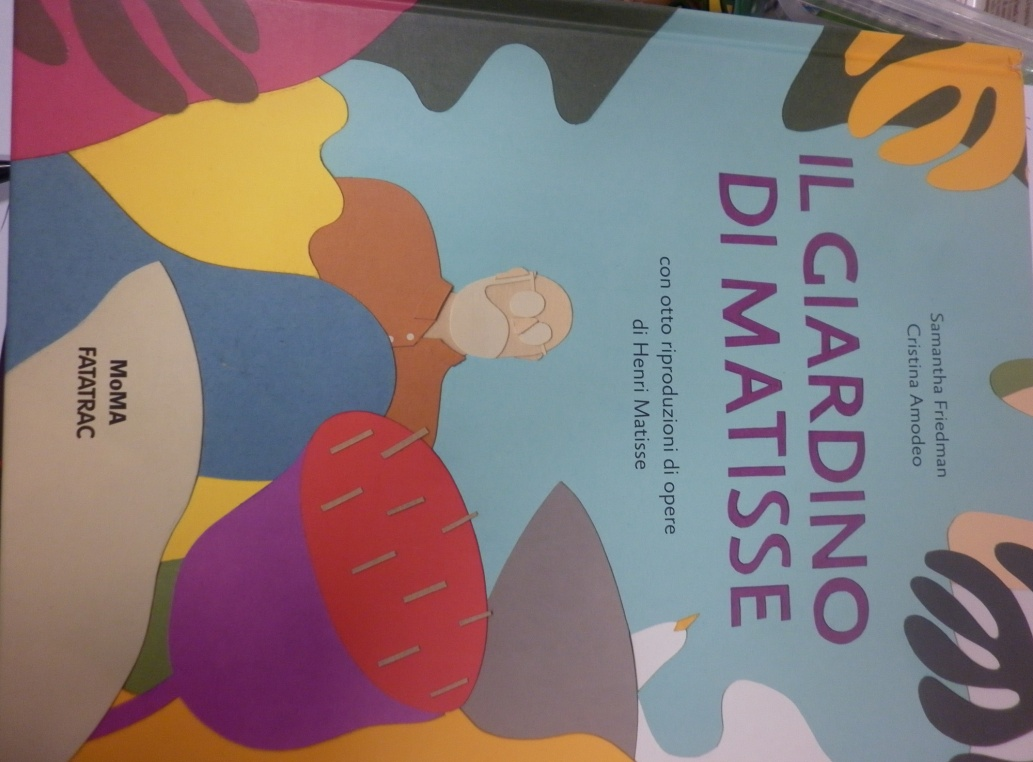 Samantha Friedman
Cristina Amodeo
IL GIARDINO
DI MATISSE
con otto riproduzioni di opere
di Henri Matisse
MoMA
FATATRAC